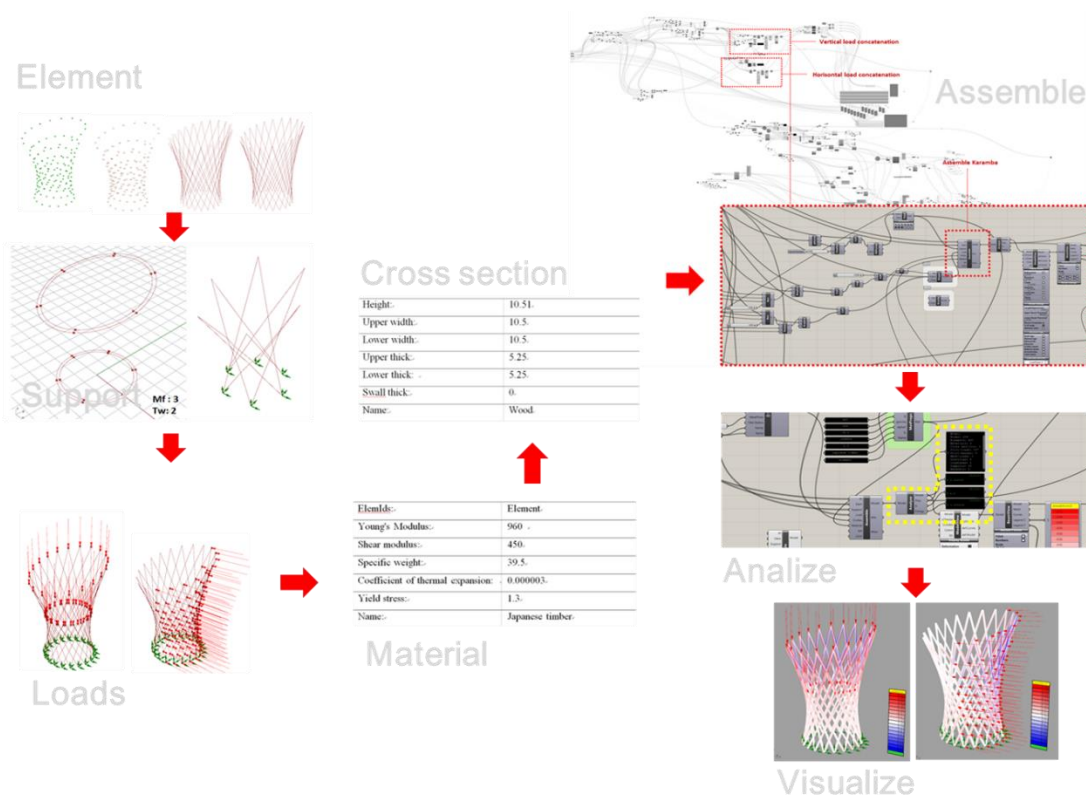 Element
Support
Mf : 3
Tw: 2
Loads
Material
ElemIds: Element
Young's Modulus: 960
Shear modulus: 450
Specific weight: 39.5
Coefficient of thermal expansion: 0.000003
Yield stress: 1.3
Name: Japanese timber
Cross section
Height: 10.51
Upper width: 10.5
Lower width: 10.5
Upper thick: 5.25
Lower thick: 5.25
Swall thick: 0.
Name: Wood
Assemble
Vertical load concatenation
Horisontal load concatenation
Assemble Karamba
Analize
Visualize